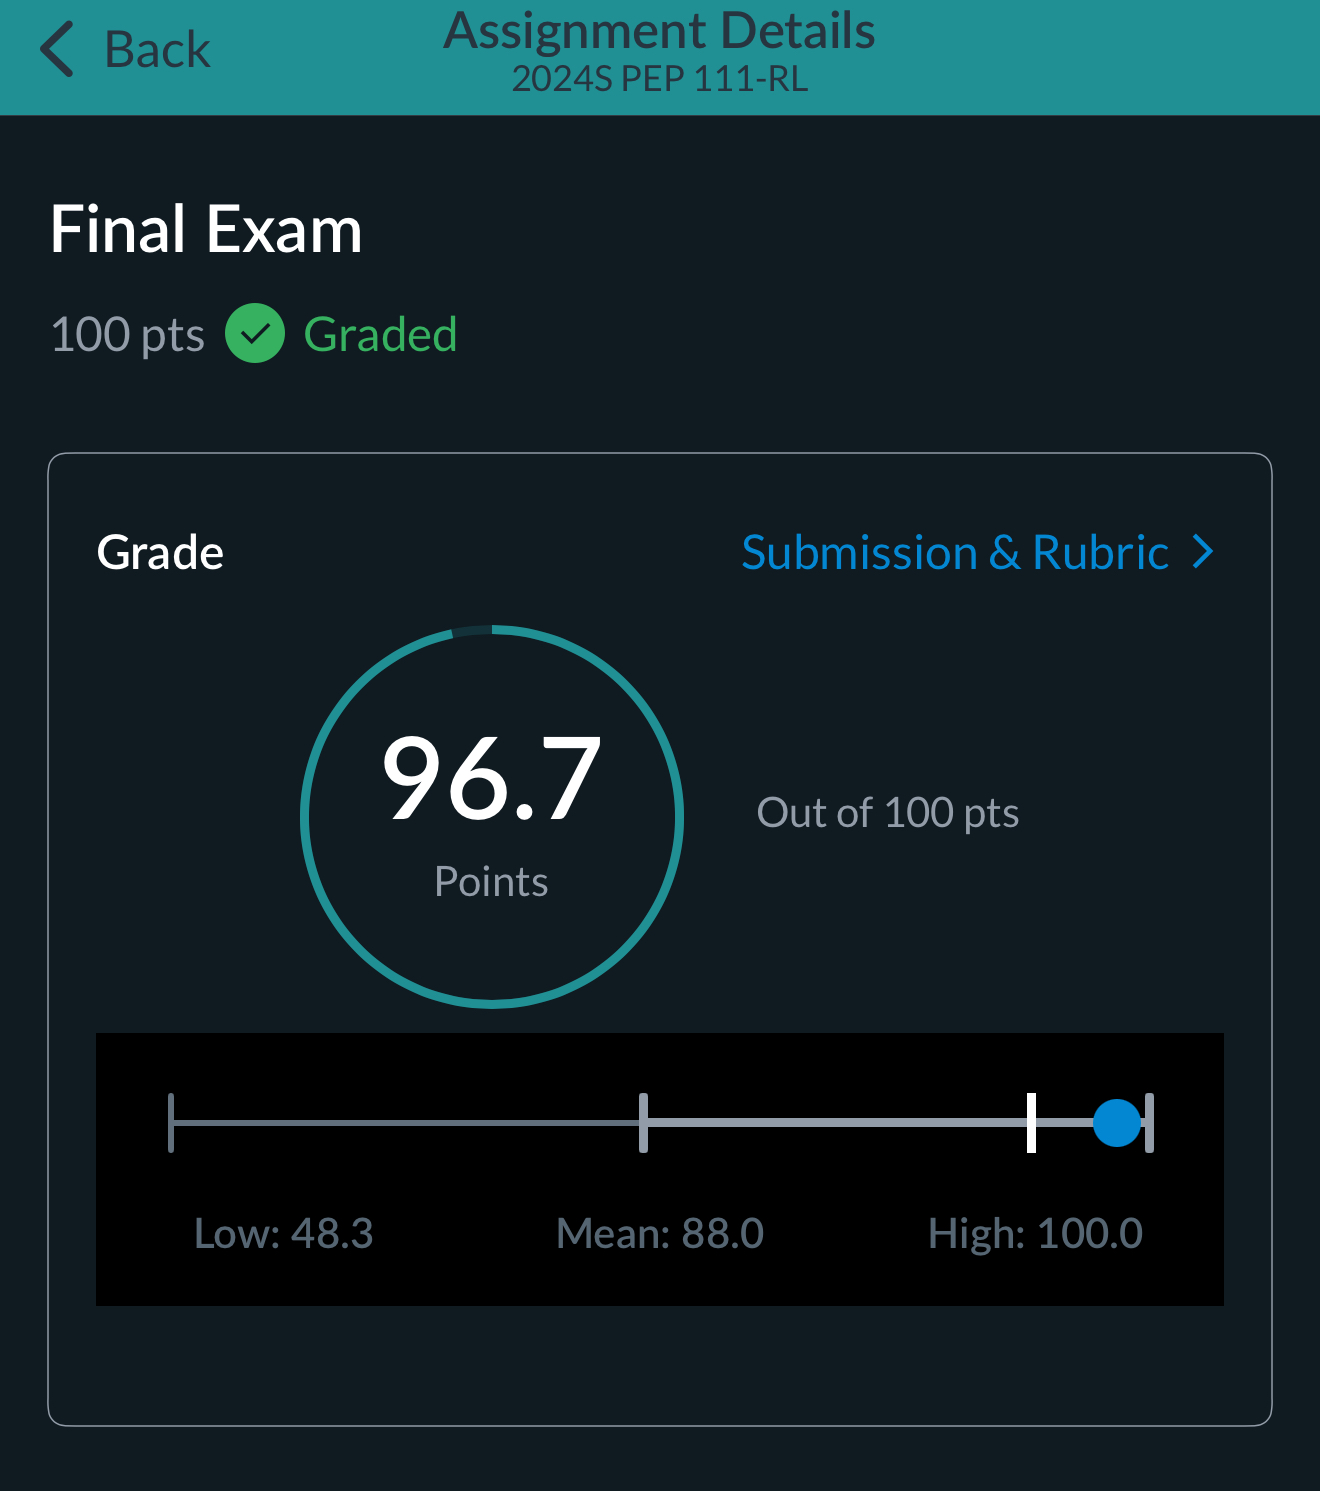 Back
Assignment Details
2024S PEP 111-RL
Final Exam
100 pts Graded
Grade
Submission & Rubric
96.7
Points
Out of 100 pts
Low: 48.3
Mean: 88.0
High: 100.0